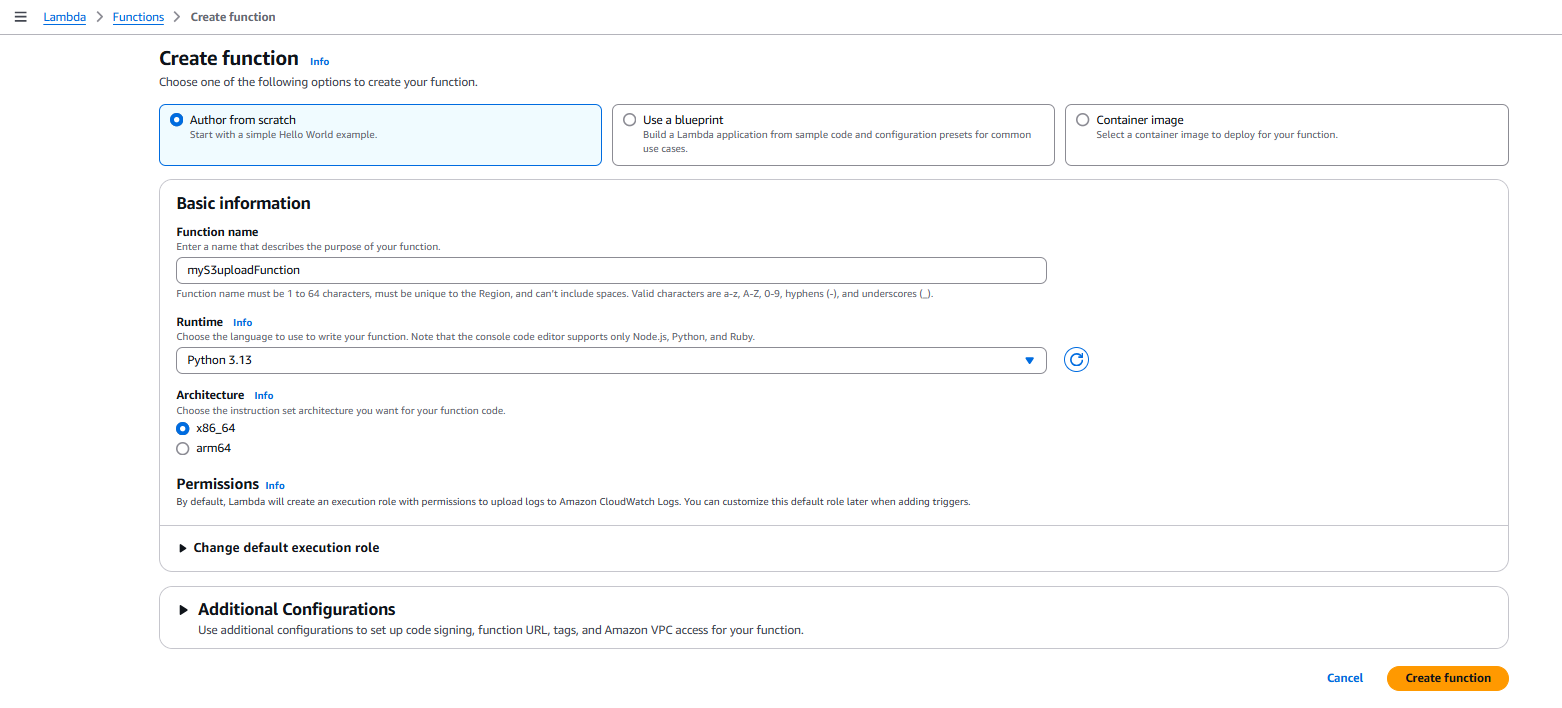 Lambda > Functions > Create function
Create function Info
Choose one of the following options to create your function.
Author from scratch
Start with a simple Hello World example.
Use a blueprint
Build a Lambda application from sample code and configuration presets for common
use cases.
Container image
Select a container image to deploy for your function.
Basic information
Function name
Enter a name that describes the purpose of your function.
myS3uploadFunction
Function name must be 1 to 64 characters, must be unique to the Region, and can't include spaces. Valid characters are a-z, A-Z, 0-9, hyphens (-), and underscores (_).
Runtime Info
Choose the language to use to write your function. Note that the console code editor supports only Node.js, Python, and Ruby.
Python 3.13
Architecture Info
Choose the instruction set architecture you want for your function code.
x86_64
arm64
Permissions Info
By default, Lambda will create an execution role with permissions to upload logs to Amazon CloudWatch Logs. You can customize this default role later when adding triggers.
Change default execution role
Additional Configurations
Use additional configurations to set up code signing, function URL, tags, and Amazon VPC access for your function.
Cancel Create function